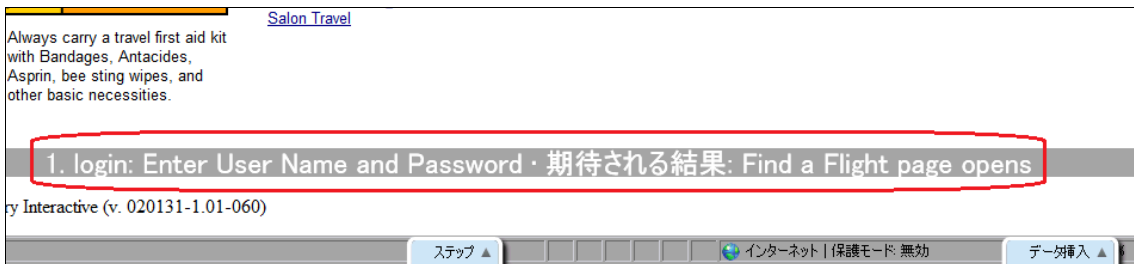 Salon Travel
Always carry a travel first aid kit
with Bandages, Antacides,
Asprin, bee sting wipes, and
other basic necessities.
1. login: Enter User Name and Password · 期待される結果: Find a Flight page opens
ry Interactive (v. 020131-1.01-060)
ステップ ▲ インターネット | 保護モード: 無効 データ挿入 ▲